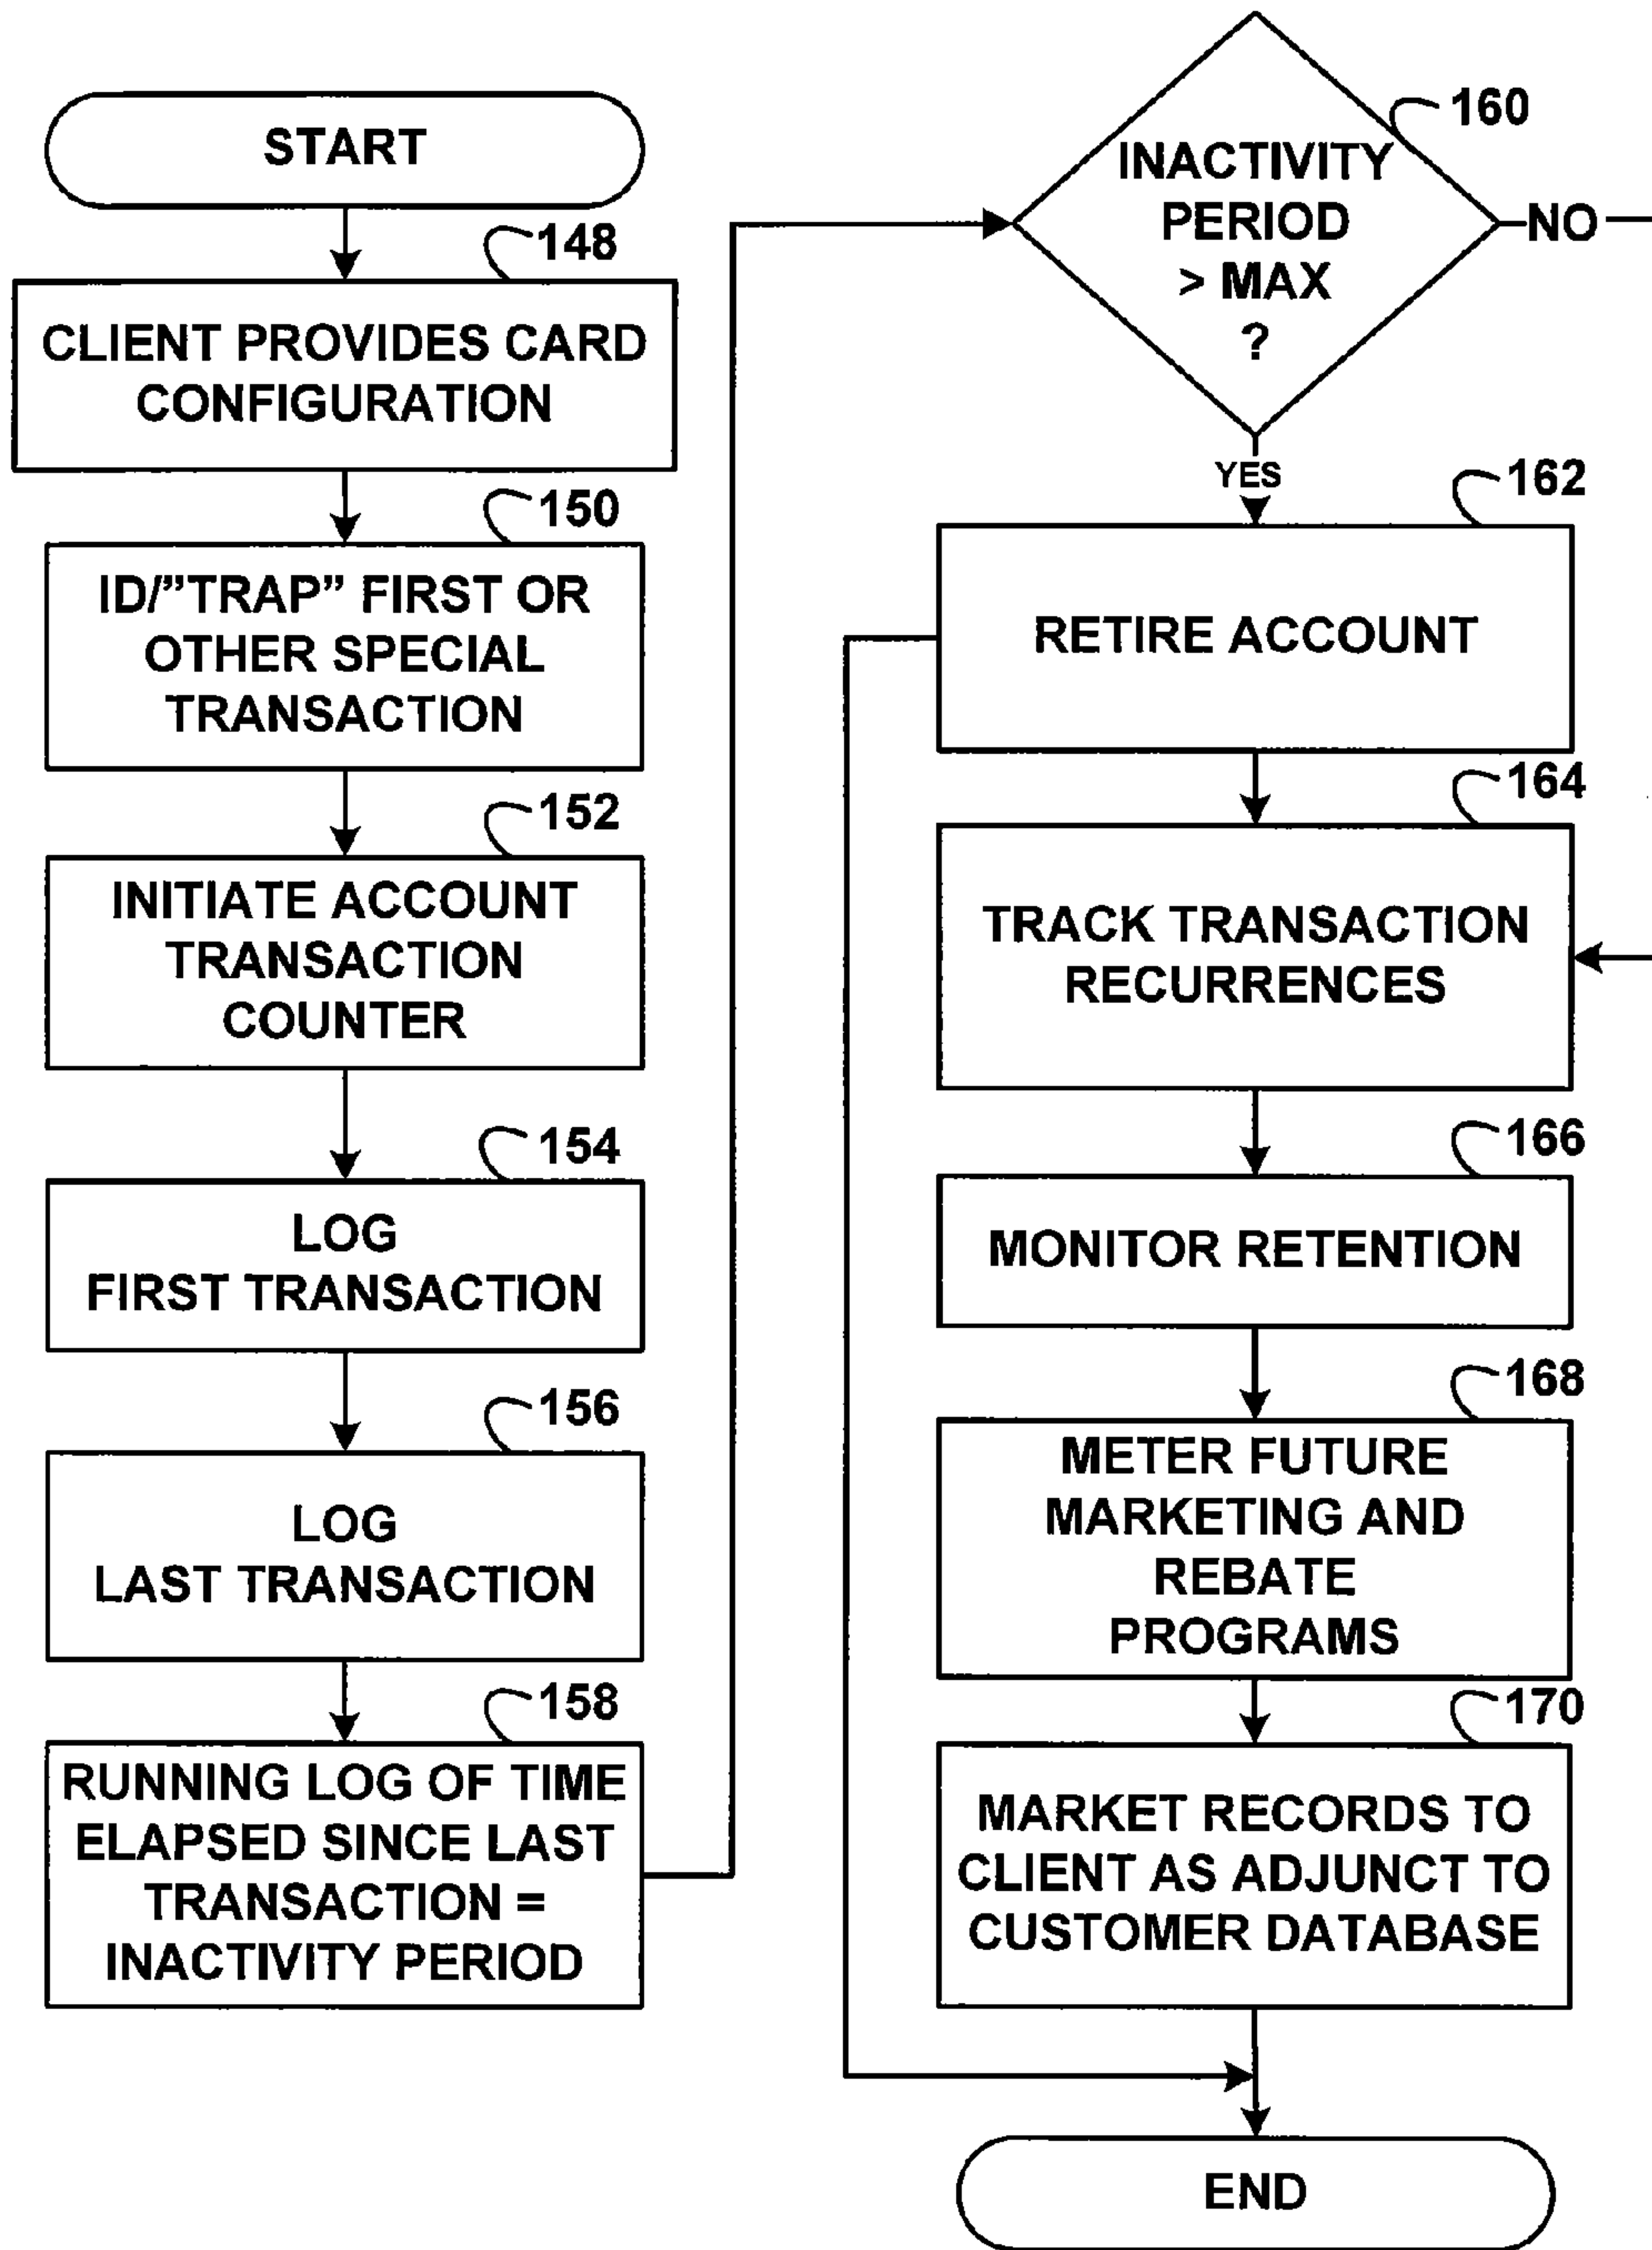 START
148
CLIENT PROVIDES CARD
CONFIGURATION
150
ID/”TRAP” FIRST OR
OTHER SPECIAL
TRANSACTION
152
INITIATE ACCOUNT
TRANSACTION
COUNTER
154
LOG
FIRST TRANSACTION
156
LOG
LAST TRANSACTION
158
RUNNING LOG OF TIME
ELAPSED SINCE LAST
TRANSACTION =
INACTIVITY PERIOD
160
INACTIVITY
PERIOD
> MAX
?
NO
YES
162
RETIRE ACCOUNT
164
TRACK TRANSACTION
RECURRENCES
166
MONITOR RETENTION
168
METER FUTURE
MARKETING AND
REBATE
PROGRAMS
170
MARKET RECORDS TO
CLIENT AS ADJUNCT TO
CUSTOMER DATABASE
END